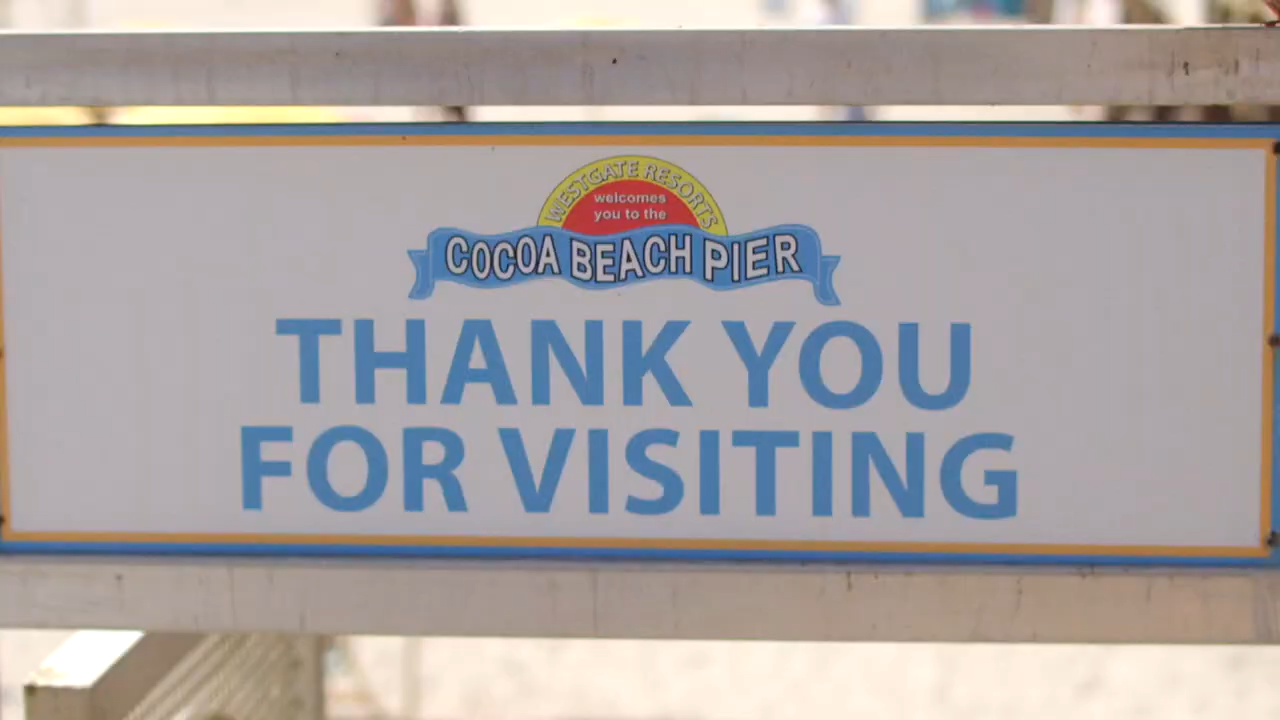 WESTGATE RESORTS
welcomes
you to the
COCOA BEACH PIER
THANK YOU
FOR VISITING